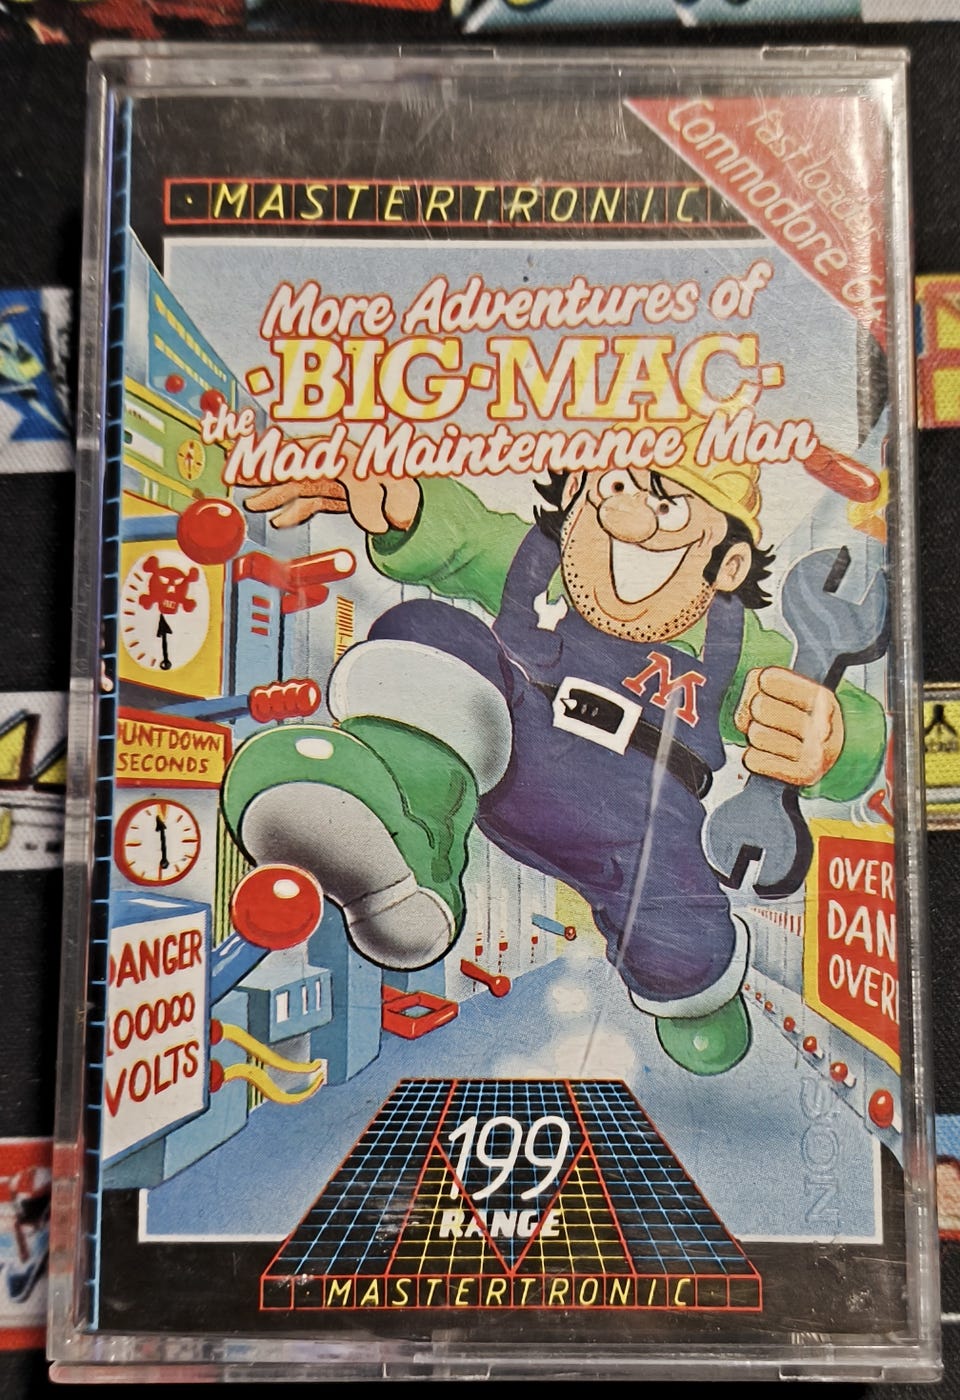 fast loader
Commodore 64
· MASTERTRONIC
More Adventures of
·BIG·MAC·
the
Mad Maintenance Man
M
UNTDOWN
SECONDS
DANGER
100000
VOLTS
OVER
DAN
OVER
199
RANGE
· MASTERTRONIC ·
SONY